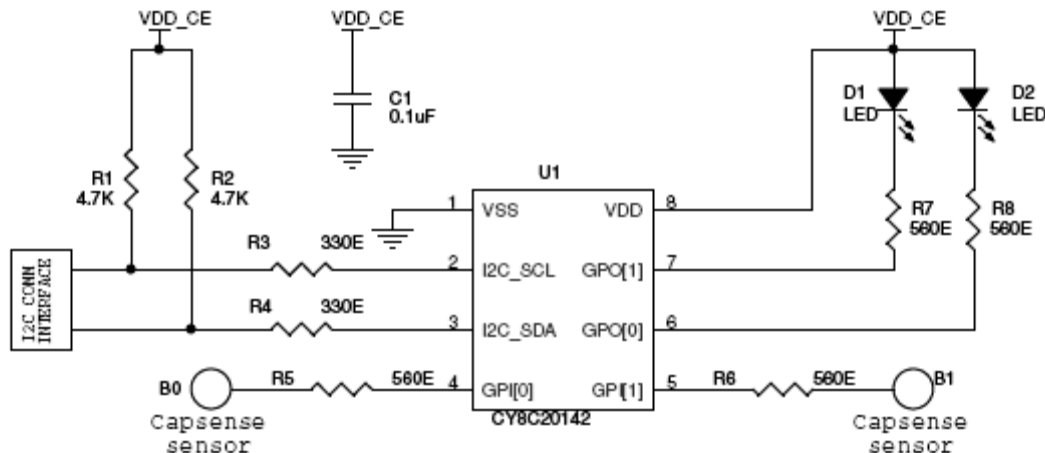 VDD_CE
VDD_CE
VDD_CE
C1
0.1uF
D1
LED
D2
LED
R1
4.7K
R2
4.7K
U1
1
VSS
VDD
8
R7
560E
R8
560E
R3
330E
2
I2C_SCL
GPO[1]
7
I2C CONN
INTERFACE
R4
330E
3
I2C_SDA
GPO[0]
6
B0
R5
560E
4
GPI[0]
GPI[1]
5
R6
560E
B1
CY8C20142
Capsense
sensor
Capsense
sensor